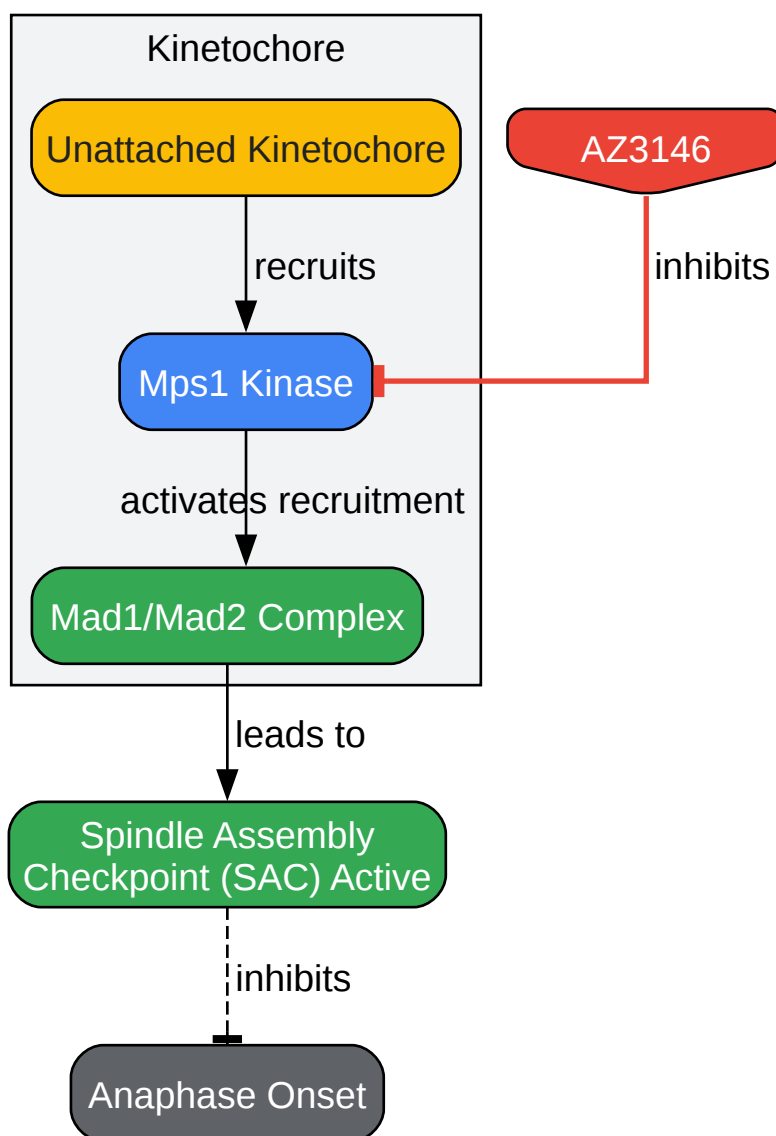 Kinetochore
Unattached Kinetochore
AZ3146
recruits
inhibits
Mps1 Kinase
activates recruitment
Mad1/Mad2 Complex
leads to
Spindle Assembly
Checkpoint (SAC) Active
inhibits
Anaphase Onset